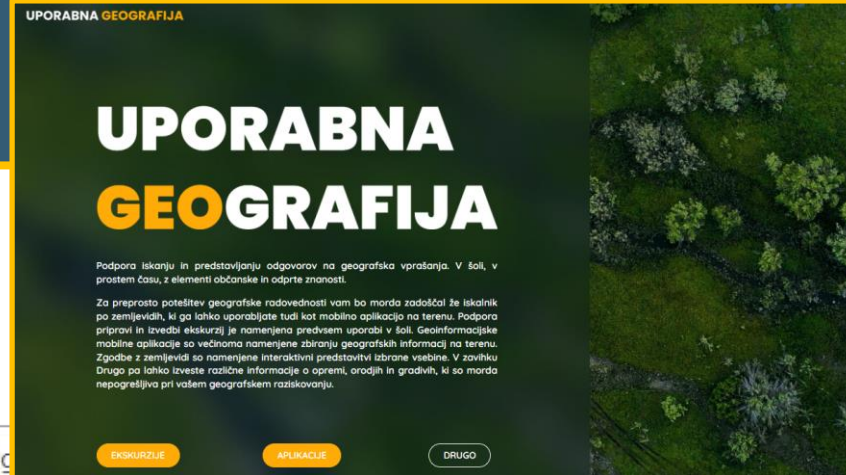 UPORABNA GEOGRAFIJA
UPORABNA
GEOGRAFIJA
Podpora iskanju in predstavljanju odgovorov na geografska vprašanja. V šoli, v
prostem času, z elementi občanske in odprte znanosti.
Za preprosto potešitev geografske radovednosti vam bo morda zadoščal že iskalnik
po zemljevidih, ki ga lahko uporabljate tudi kot mobilno aplikacijo na terenu. Podpora
pripravi in izvedbi ekskurzij je namenjena predvsem uporabi v šoli. Geoinformacijske
mobilne aplikacije so večinoma namenjene zbiranju geografskih informacij na terenu.
Zgodbe z zemljevidi so namenjene interaktivni predstavitvi izbrane vsebine. V zavihku
Drugo pa lahko izveste različne informacije o opremi, orodjih in gradivih, ki so morda
nepogrešljiva pri vašem geografskem raziskovanju.
EKSKURZIJE APLIKACIJE DRUGO